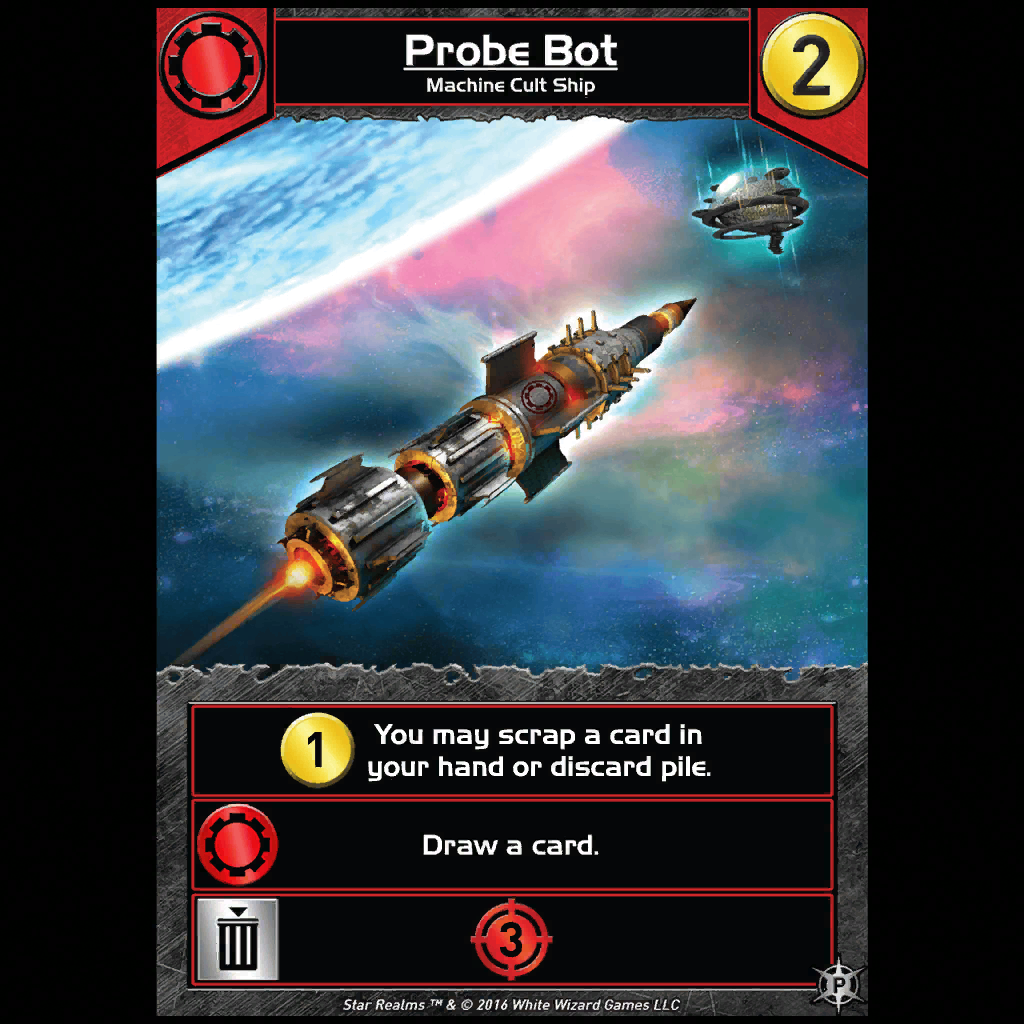 Probe Bot
2
Machine Cult Ship
1
You may scrap a card in
your hand or discard pile.
Draw a card.
3
P
Star Realms ™ & © 2016 White Wizard Games LLC